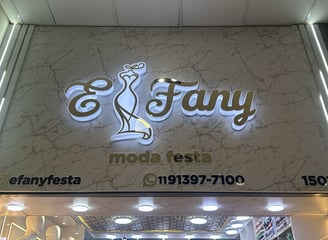 E Fany
moda festa
efanyfesta 11 91397-7100 150